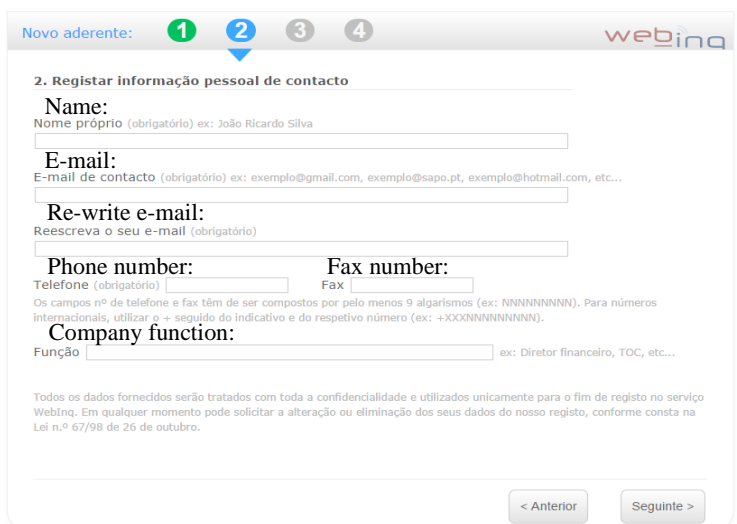 Novo aderente: 1 2 3 4 webinq
2. Registar informação pessoal de contacto
Name:
Nome próprio (obrigatório) ex: João Ricardo Silva
E-mail:
E-mail de contacto (obrigatório) ex: exemplo@gmail.com, exemplo@sapo.pt, exemplo@hotmail.com, etc...
Re-write e-mail:
Reescreva o seu e-mail (obrigatório)
Phone number: Fax number:
Telefone (obrigatório) Fax
Os campos nº de telefone e fax têm de ser compostos por pelo menos 9 algarismos (ex: NNNNNNNNN). Para números
internacionais, utilizar o + seguido do indicativo e do respetivo número (ex: +XXXNNNNNNNNN).
Company function:
Função ex: Diretor financeiro, TOC, etc...
Todos os dados fornecidos serão tratados com toda a confidencialidade e utilizados unicamente para o fim de registo no serviço
WebInq. Em qualquer momento pode solicitar a alteração ou eliminação dos seus dados do nosso registo, conforme consta na
Lei n.º 67/98 de 26 de outubro.
< Anterior Seguinte >